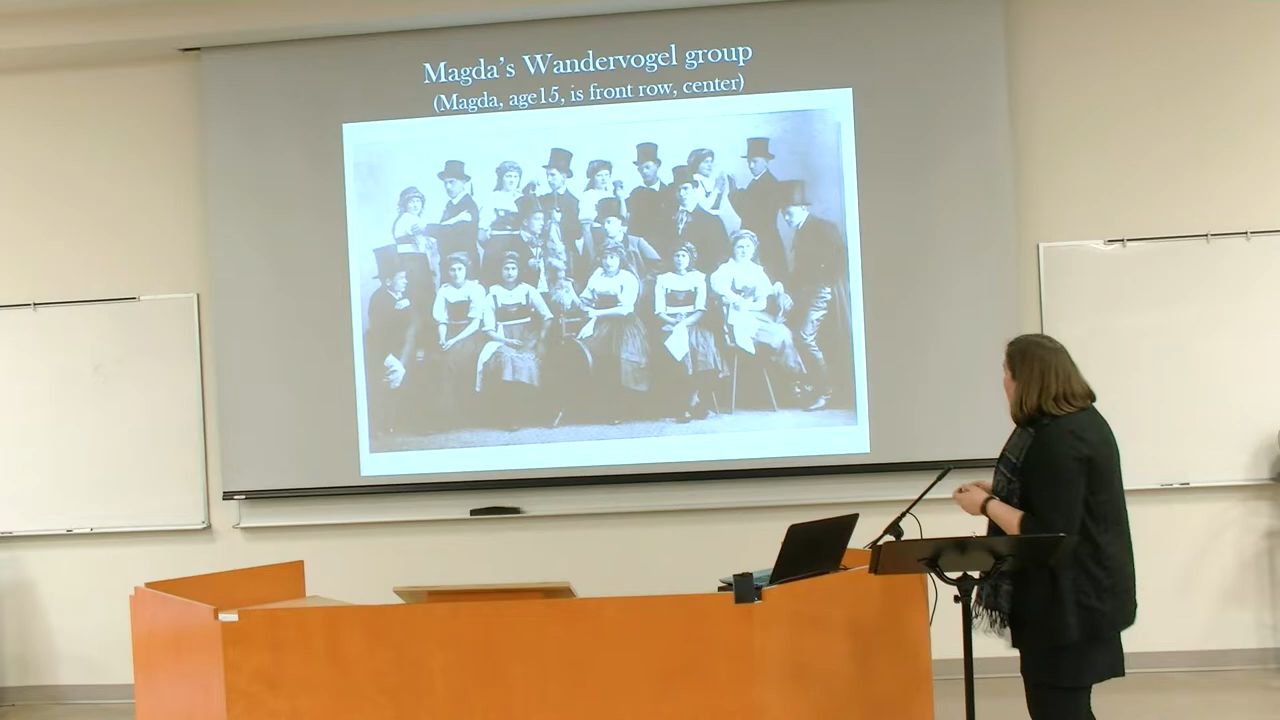 Magda's Wandervogel group
(Magda, age15, is front row, center)